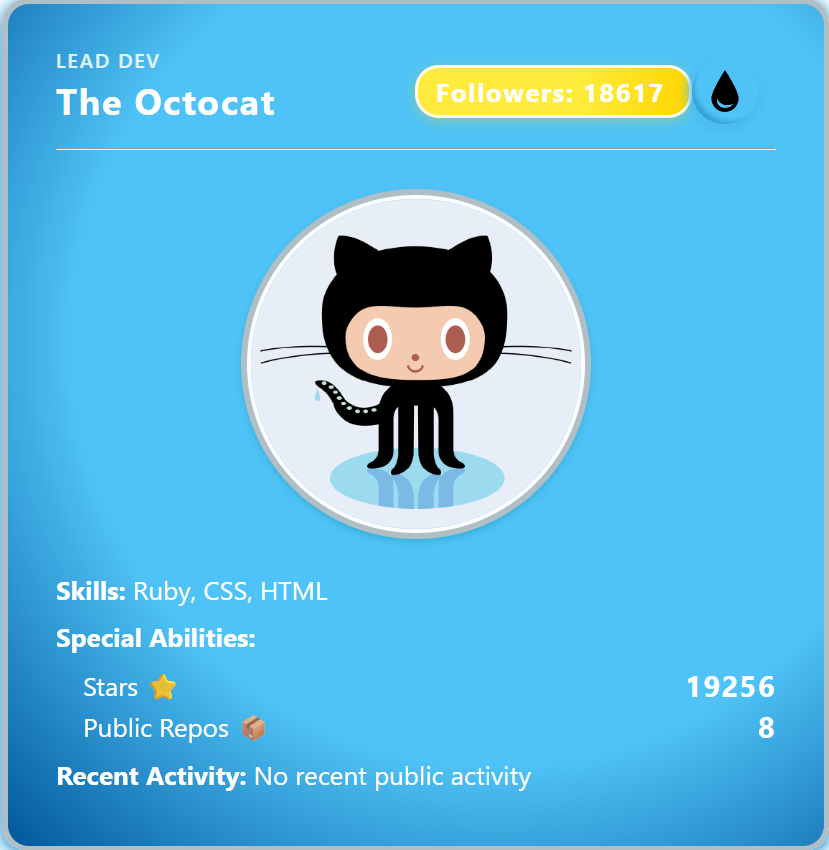 LEAD DEV
The Octocat
Followers: 18617
Skills: Ruby, CSS, HTML
Special Abilities:
Stars ⭐ 19256
Public Repos 📦 8
Recent Activity: No recent public activity